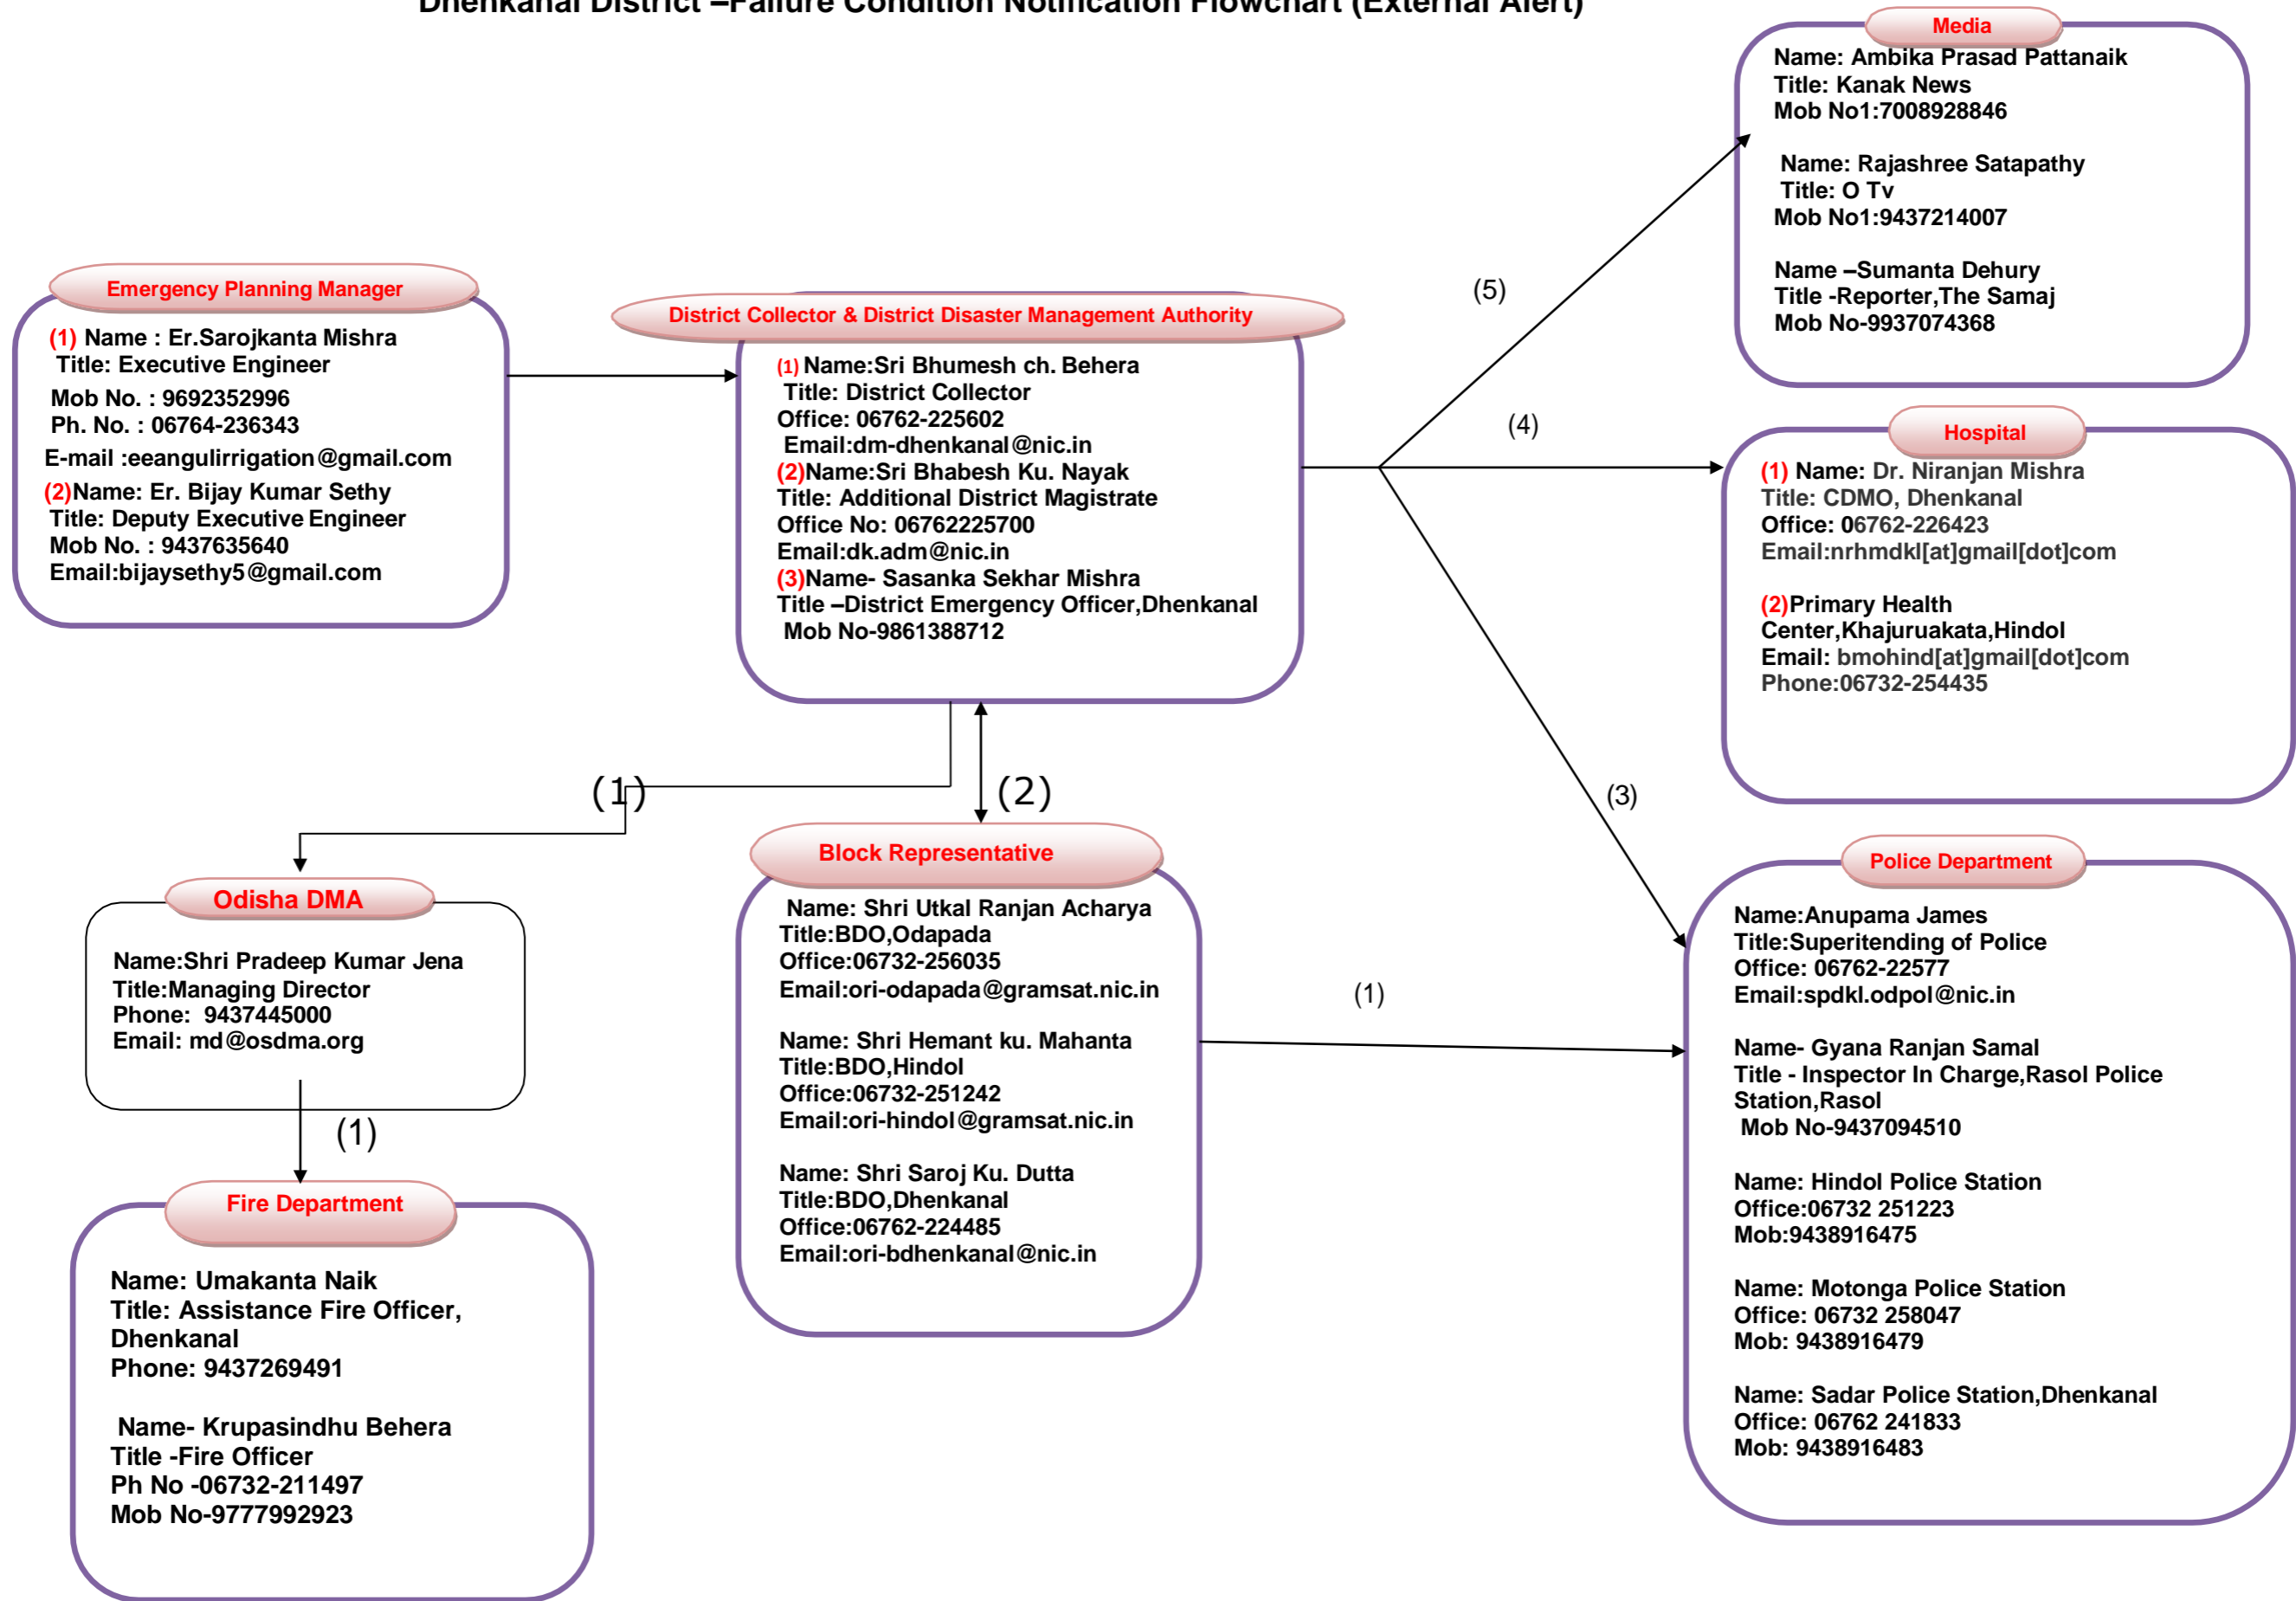 Dhenkanal District –Failure Condition Notification Flowchart (External Alert)
Media
Name: Ambika Prasad Pattanaik
Title: Kanak News
Mob No1:7008928846
Name: Rajashree Satapathy
Title: O Tv
Mob No1:9437214007
Name –Sumanta Dehury
Title -Reporter,The Samaj
Mob No-9937074368
Emergency Planning Manager
(1) Name : Er.Sarojkanta Mishra
Title: Executive Engineer
Mob No. : 9692352996
Ph. No. : 06764-236343
E-mail :eeangulirrigation@gmail.com
(2)Name: Er. Bijay Kumar Sethy
Title: Deputy Executive Engineer
Mob No. : 9437635640
Email:bijaysethy5@gmail.com
District Collector & District Disaster Management Authority
(1) Name:Sri Bhumesh ch. Behera
Title: District Collector
Office: 06762-225602
Email:dm-dhenkanal@nic.in
(2)Name:Sri Bhabesh Ku. Nayak
Title: Additional District Magistrate
Office No: 06762225700
Email:dk.adm@nic.in
(3)Name- Sasanka Sekhar Mishra
Title –District Emergency Officer,Dhenkanal
Mob No-9861388712
(5)
(4)
(3)
Hospital
(1) Name: Dr. Niranjan Mishra
Title: CDMO, Dhenkanal
Office: 06762-226423
Email:nrhmdkl[at]gmail[dot]com
(2)Primary Health
Center,Khajuruakata,Hindol
Email: bmohind[at]gmail[dot]com
Phone:06732-254435
(1)
(2)
Odisha DMA
Name:Shri Pradeep Kumar Jena
Title:Managing Director
Phone: 9437445000
Email: md@osdma.org
(1)
Fire Department
Name: Umakanta Naik
Title: Assistance Fire Officer,
Dhenkanal
Phone: 9437269491
Name- Krupasindhu Behera
Title -Fire Officer
Ph No -06732-211497
Mob No-9777992923
Block Representative
Name: Shri Utkal Ranjan Acharya
Title:BDO,Odapada
Office:06732-256035
Email:ori-odapada@gramsat.nic.in
Name: Shri Hemant ku. Mahanta
Title:BDO,Hindol
Office:06732-251242
Email:ori-hindol@gramsat.nic.in
Name: Shri Saroj Ku. Dutta
Title:BDO,Dhenkanal
Office:06762-224485
Email:ori-bdhenkanal@nic.in
(1)
Police Department
Name:Anupama James
Title:Superitending of Police
Office: 06762-22577
Email:spdkl.odpol@nic.in
Name- Gyana Ranjan Samal
Title - Inspector In Charge,Rasol Police
Station,Rasol
Mob No-9437094510
Name: Hindol Police Station
Office:06732 251223
Mob:9438916475
Name: Motonga Police Station
Office: 06732 258047
Mob: 9438916479
Name: Sadar Police Station,Dhenkanal
Office: 06762 241833
Mob: 9438916483